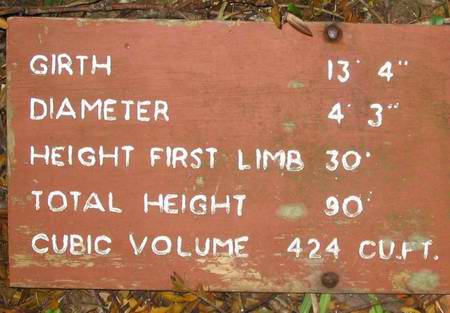 GIRTH 13' 4"
DIAMETER 4' 3"
HEIGHT FIRST LIMB 30'
TOTAL HEIGHT 90'
CUBIC VOLUME 424 CU.FT.